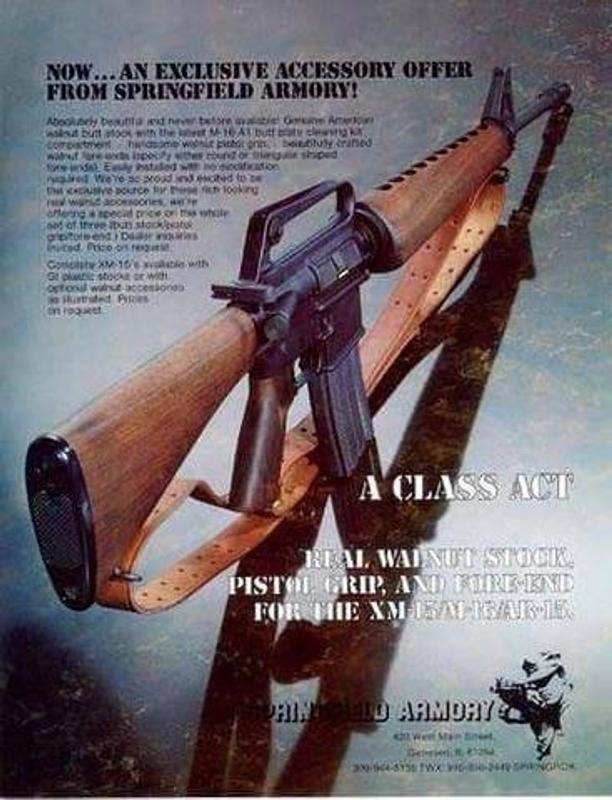 NOW...AN EXCLUSIVE ACCESSORY OFFER
FROM SPRINGFIELD ARMORY!
Absolutely beautiful and never before available! Genuine American
walnut butt stock with the latest M-16 A1 butt plate cleaning kit
compartment . . . handsome walnut pistol grip . . . beautifully crafted
walnut fore-ends (specify either round or triangular shaped
fore-ends). Easily installed with no modification
required. We're so proud and excited to be
the exclusive source for these rich looking
real walnut accessories, we're
offering a special price on the whole
set of three (butt stock/pistol
grip/fore-end.) Dealer inquiries
invited. Price on request.
Complete XM-15's available with
GI plastic stocks or with
optional walnut accessories
as illustrated. Prices
on request.
A CLASS ACT
REAL WALNUT STOCK,
PISTOL GRIP, AND FORE-END
FOR THE XM-15/M-16/AR-15.
SPRINGFIELD ARMORY
420 West Main Street,
Geneseo, IL 61254